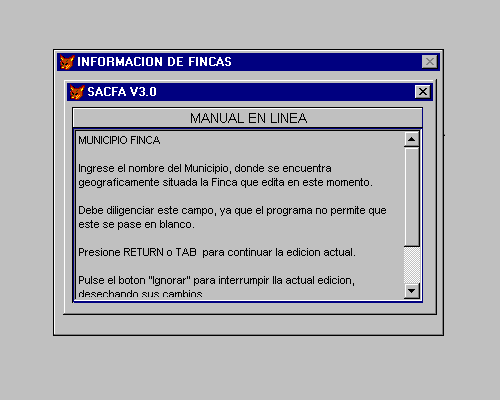 INFORMACION DE FINCAS
SACFA V3.0
MANUAL EN LINEA
MUNICIPIO FINCA
Ingrese el nombre del Municipio, donde se encuentra
geograficamente situada la Finca que edita en este momento.
Debe diligenciar este campo, ya que el programa no permite que
este se pase en blanco.
Presione RETURN o TAB  para continuar la edicion actual.
Pulse el boton "Ignorar" para interrumpir lla actual edicion,
desechando sus cambios